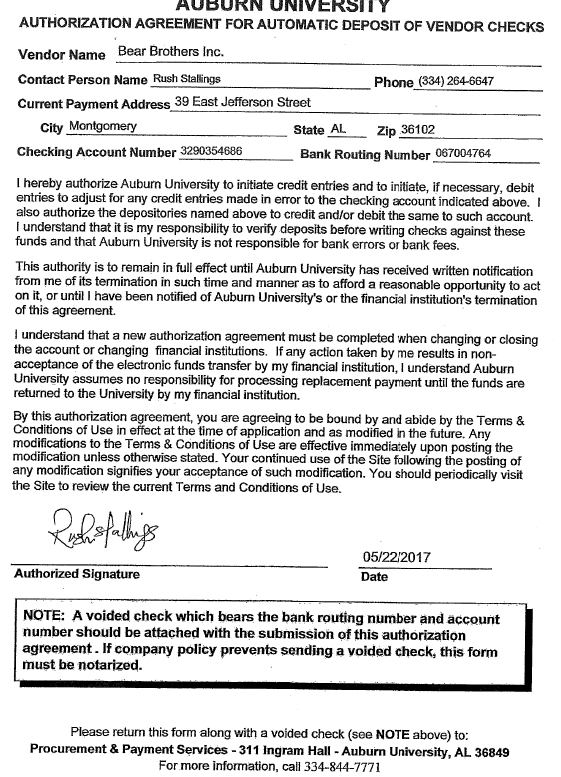 AUBURN UNIVERSITY
AUTHORIZATION AGREEMENT FOR AUTOMATIC DEPOSIT OF VENDOR CHECKS
Vendor Name Bear Brothers Inc.
Contact Person Name Rush Stallings Phone (334) 264-6647
Current Payment Address 39 East Jefferson Street
City Montgomery State AL Zip 36102
Checking Account Number 3290354686 Bank Routing Number 067004764
I hereby authorize Auburn University to initiate credit entries and to initiate, if necessary, debit
entries to adjust for any credit entries made in error to the checking account indicated above. I
also authorize the depositories named above to credit and/or debit the same to such account.
I understand that it is my responsibility to verify deposits before writing checks against these
funds and that Auburn University is not responsible for bank errors or bank fees.
This authority is to remain in full effect until Auburn University has received written notification
from me of its termination in such time and manner as to afford a reasonable opportunity to act
on it, or until I have been notified of Auburn University's or the financial institution's termination
of this agreement.
I understand that a new authorization agreement must be completed when changing or closing
the account or changing financial institutions. If any action taken by me results in non-
acceptance of the electronic funds transfer by my financial institution, I understand Auburn
University assumes no responsibility for processing replacement payment until the funds are
returned to the University by my financial institution.
By this authorization agreement, you are agreeing to be bound by and abide by the Terms &
Conditions of Use in effect at the time of application and as modified in the future. Any
modifications to the Terms & Conditions of Use are effective immediately upon posting the
modification unless otherwise stated. Your continued use of the Site following the posting of
any modification signifies your acceptance of such modification. You should periodically visit
the Site to review the current Terms and Conditions of Use.
Rush Stallings
05/22/2017
Authorized Signature Date
NOTE: A voided check which bears the bank routing number and account
number should be attached with the submission of this authorization
agreement . If company policy prevents sending a voided check, this form
must be notarized.
Please return this form along with a voided check (see NOTE above) to:
Procurement & Payment Services - 311 Ingram Hall - Auburn University, AL 36849
For more information, call 334-844-7771